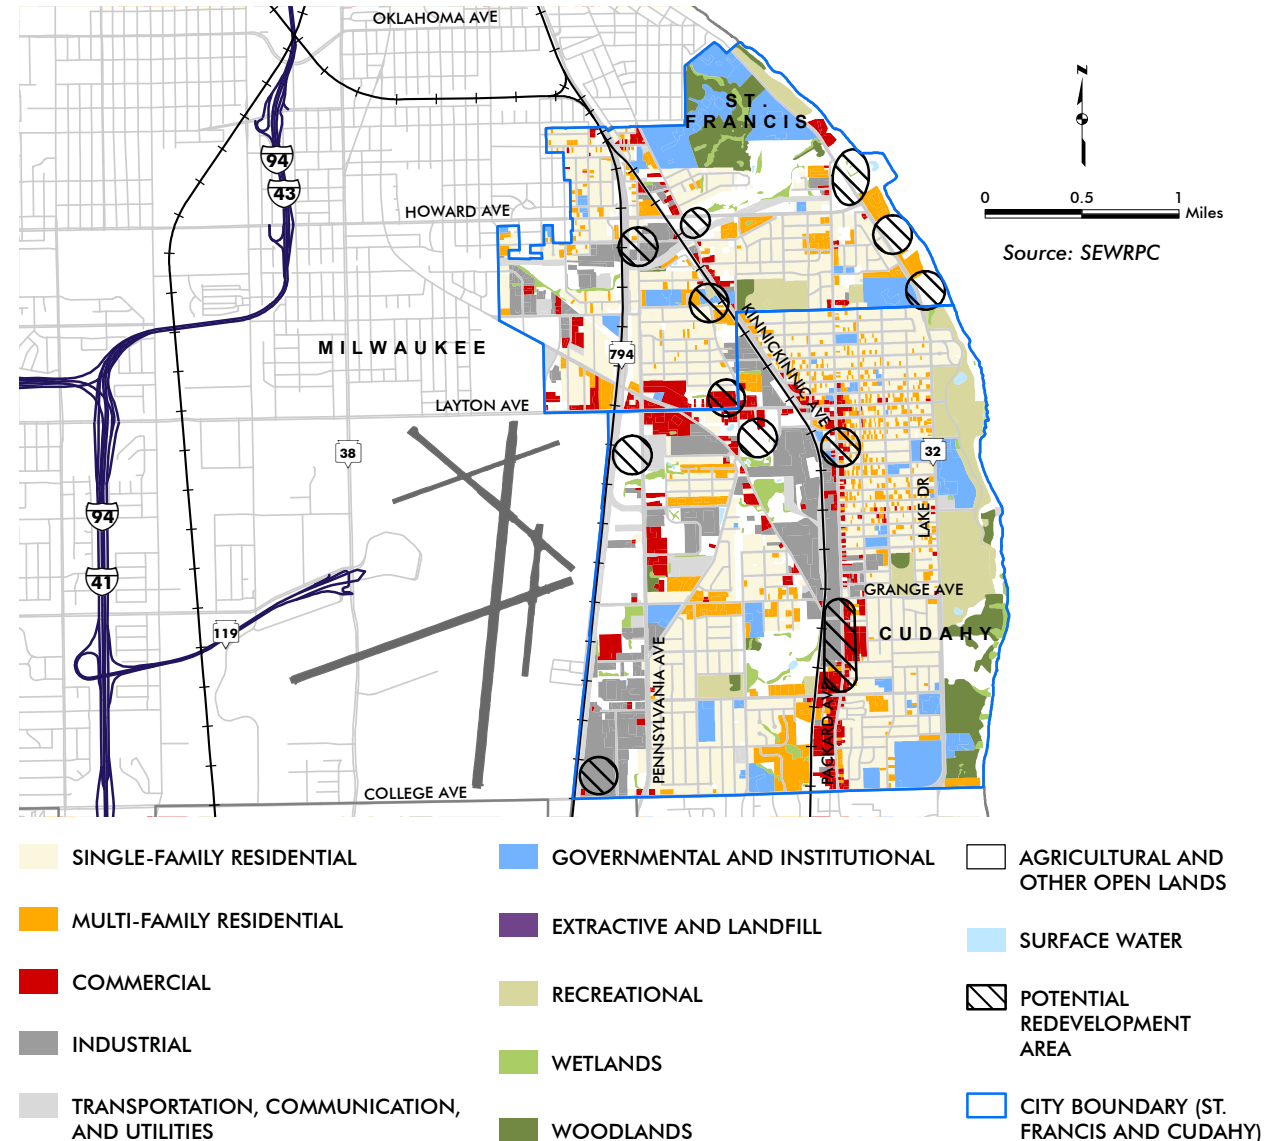 OKLAHOMA AVE
N
ST.
FRANCIS
94
43
HOWARD AVE
0 0.5 1
Miles
Source: SEWRPC
KINNICKINNIC AVE
MILWAUKEE
794
LAYTON AVE
38
32
LAKE DR
94
41
GRANGE AVE
119
CUDAHY
PENNSYLVANIA AVE
PACKARD AVE
COLLEGE AVE
SINGLE-FAMILY RESIDENTIAL
MULTI-FAMILY RESIDENTIAL
COMMERCIAL
INDUSTRIAL
TRANSPORTATION, COMMUNICATION,
AND UTILITIES
GOVERNMENTAL AND INSTITUTIONAL
EXTRACTIVE AND LANDFILL
RECREATIONAL
WETLANDS
WOODLANDS
AGRICULTURAL AND
OTHER OPEN LANDS
SURFACE WATER
POTENTIAL
REDEVELOPMENT
AREA
CITY BOUNDARY (ST.
FRANCIS AND CUDAHY)